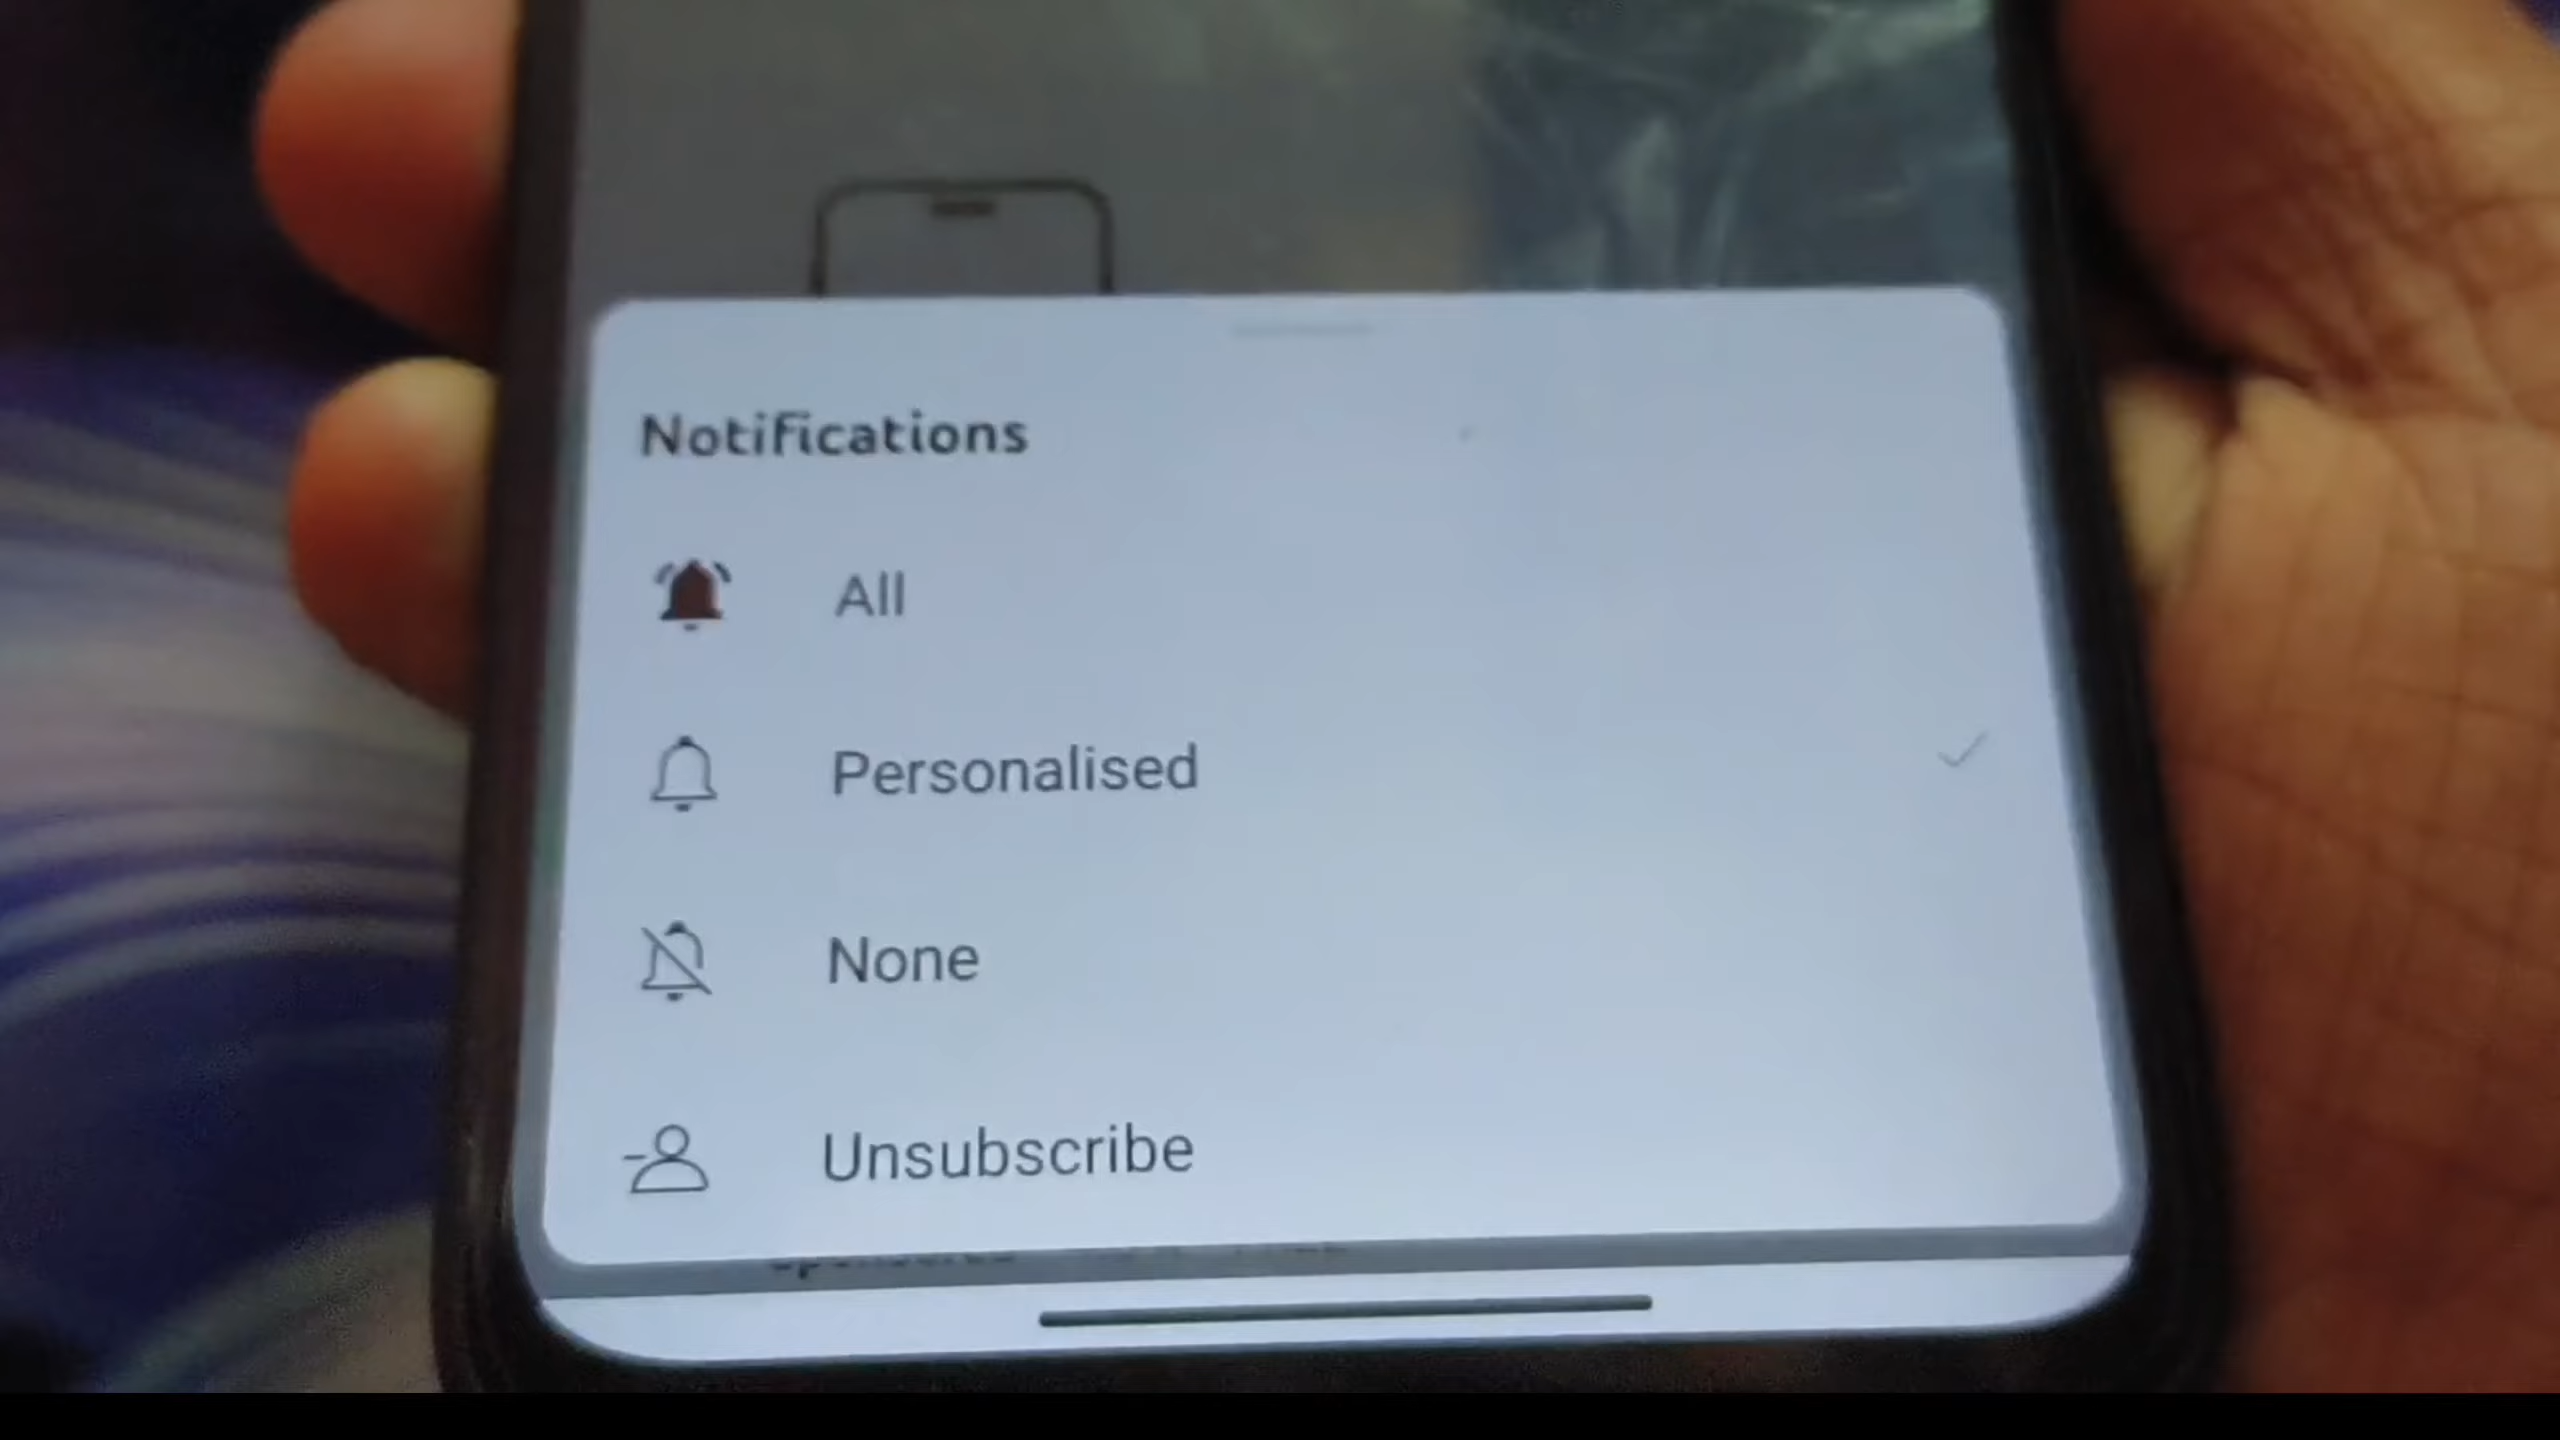 Notifications
All
Personalised
None
Unsubscribe